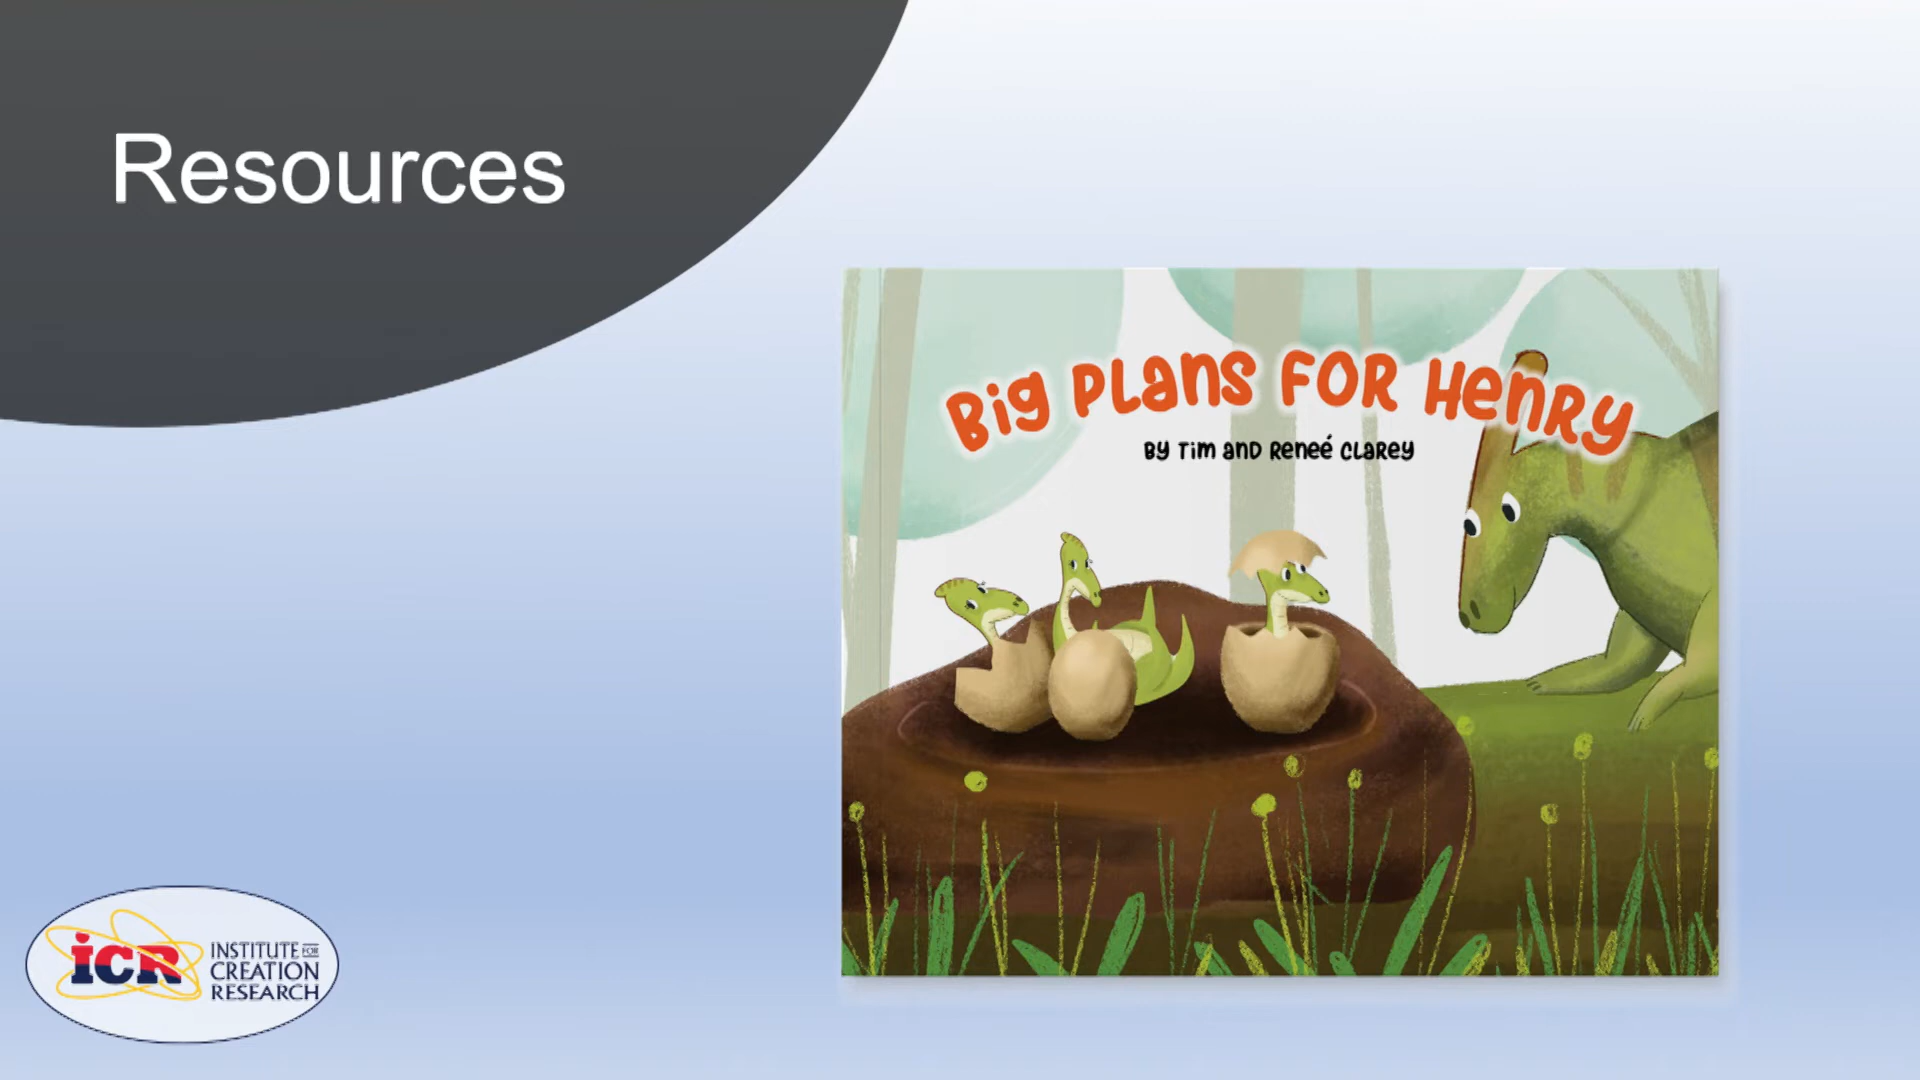 Resources
Big Plans for Henry
By Tim and Reneé Clarey
iCR
INSTITUTE FOR
CREATION
RESEARCH